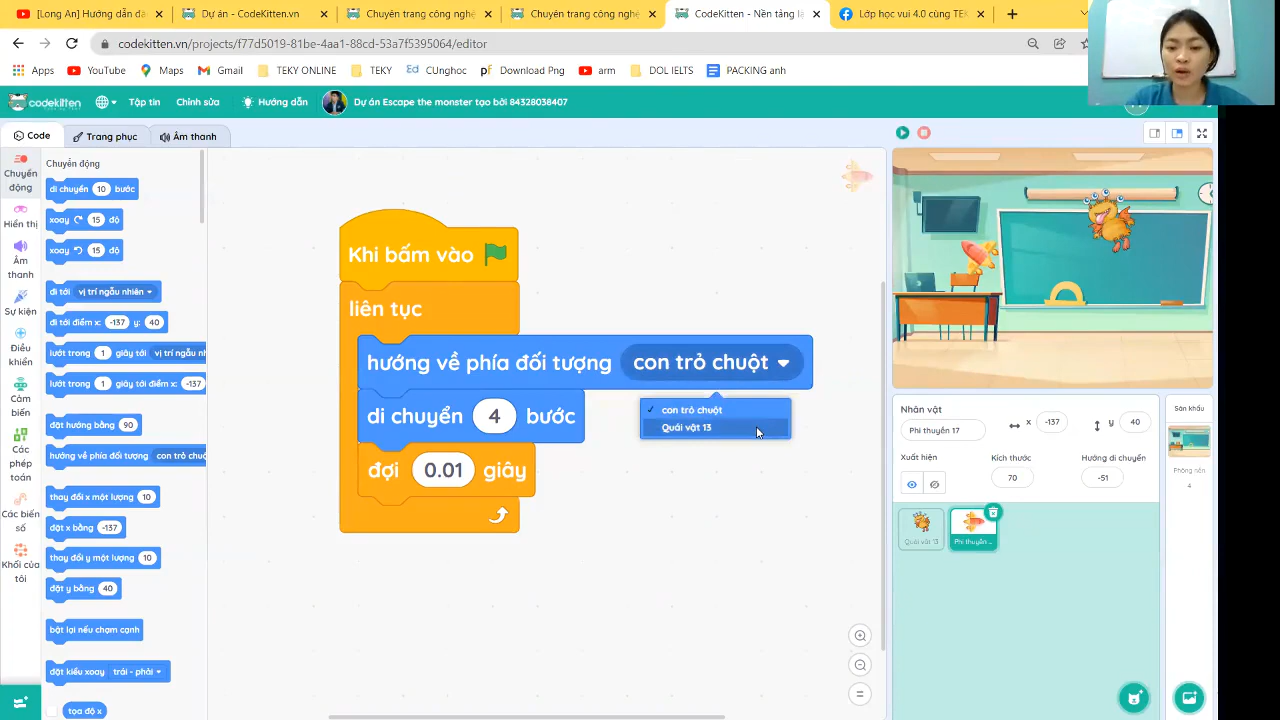 [Long An] Hướng dẫn đă
Dự án - CodeKitten.vn
Chuyên trang công nghệ
Chuyên trang công nghệ
CodeKitten - Nền tảng lậ
Lớp học vui 4.0 cùng TEK
codekitten.vn/projects/f77d5019-81be-4aa1-88cd-53a7f5395064/editor
Apps
YouTube
Maps
Gmail
TEKY ONLINE
TEKY
CUnghoc
Download Png
arm
DOL IELTS
PACKING anh
codekitten
Tập tin
Chỉnh sửa
Hướng dẫn
Dự án Escape the monster tạo bởi 84328038407
Code
Trang phục
Âm thanh
Chuyển động
Hiển thị
Âm thanh
Sự kiện
Điều khiển
Cảm biến
Các phép toán
Các biến số
Khối của tôi
Chuyển động
di chuyển 10 bước
xoay 15 độ
xoay 15 độ
đi tới vị trí ngẫu nhiên
đi tới điểm x: -137 y: 40
lướt trong 1 giây tới vị trí ngẫu nh
lướt trong 1 giây tới điểm x: -137
đặt hướng bằng 90
hướng về phía đối tượng con trỏ
thay đổi x một lượng 10
đặt x bằng -137
thay đổi y một lượng 10
đặt y bằng 40
bật lại nếu chạm cạnh
đặt kiểu xoay trái - phải
tọa độ x
Khi bấm vào
liên tục
hướng về phía đối tượng con trỏ chuột
di chuyển 4 bước
đợi 0.01 giây
con trỏ chuột
Quái vật 13
Nhân vật
Phi thuyền 17
x -137
y 40
Xuất hiện
Kích thước
70
Hướng di chuyển
-51
Quái vật 13
Phi thuyền ...
Sân khấu
Phông nền
4